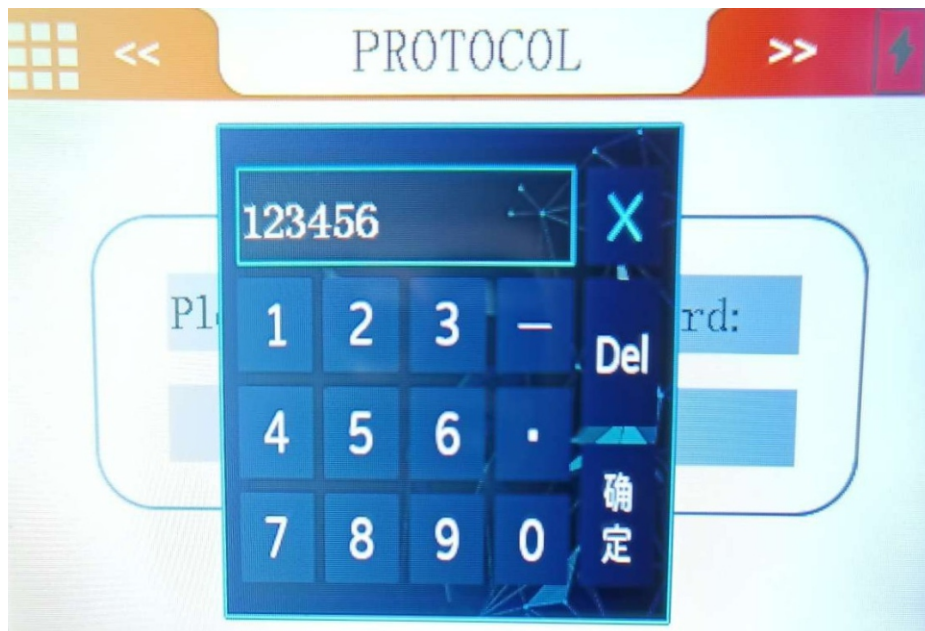 << PROTOCOL >>
123456 X
Pl rd:
1 2 3 — Del
4 5 6 .
7 8 9 0 确定